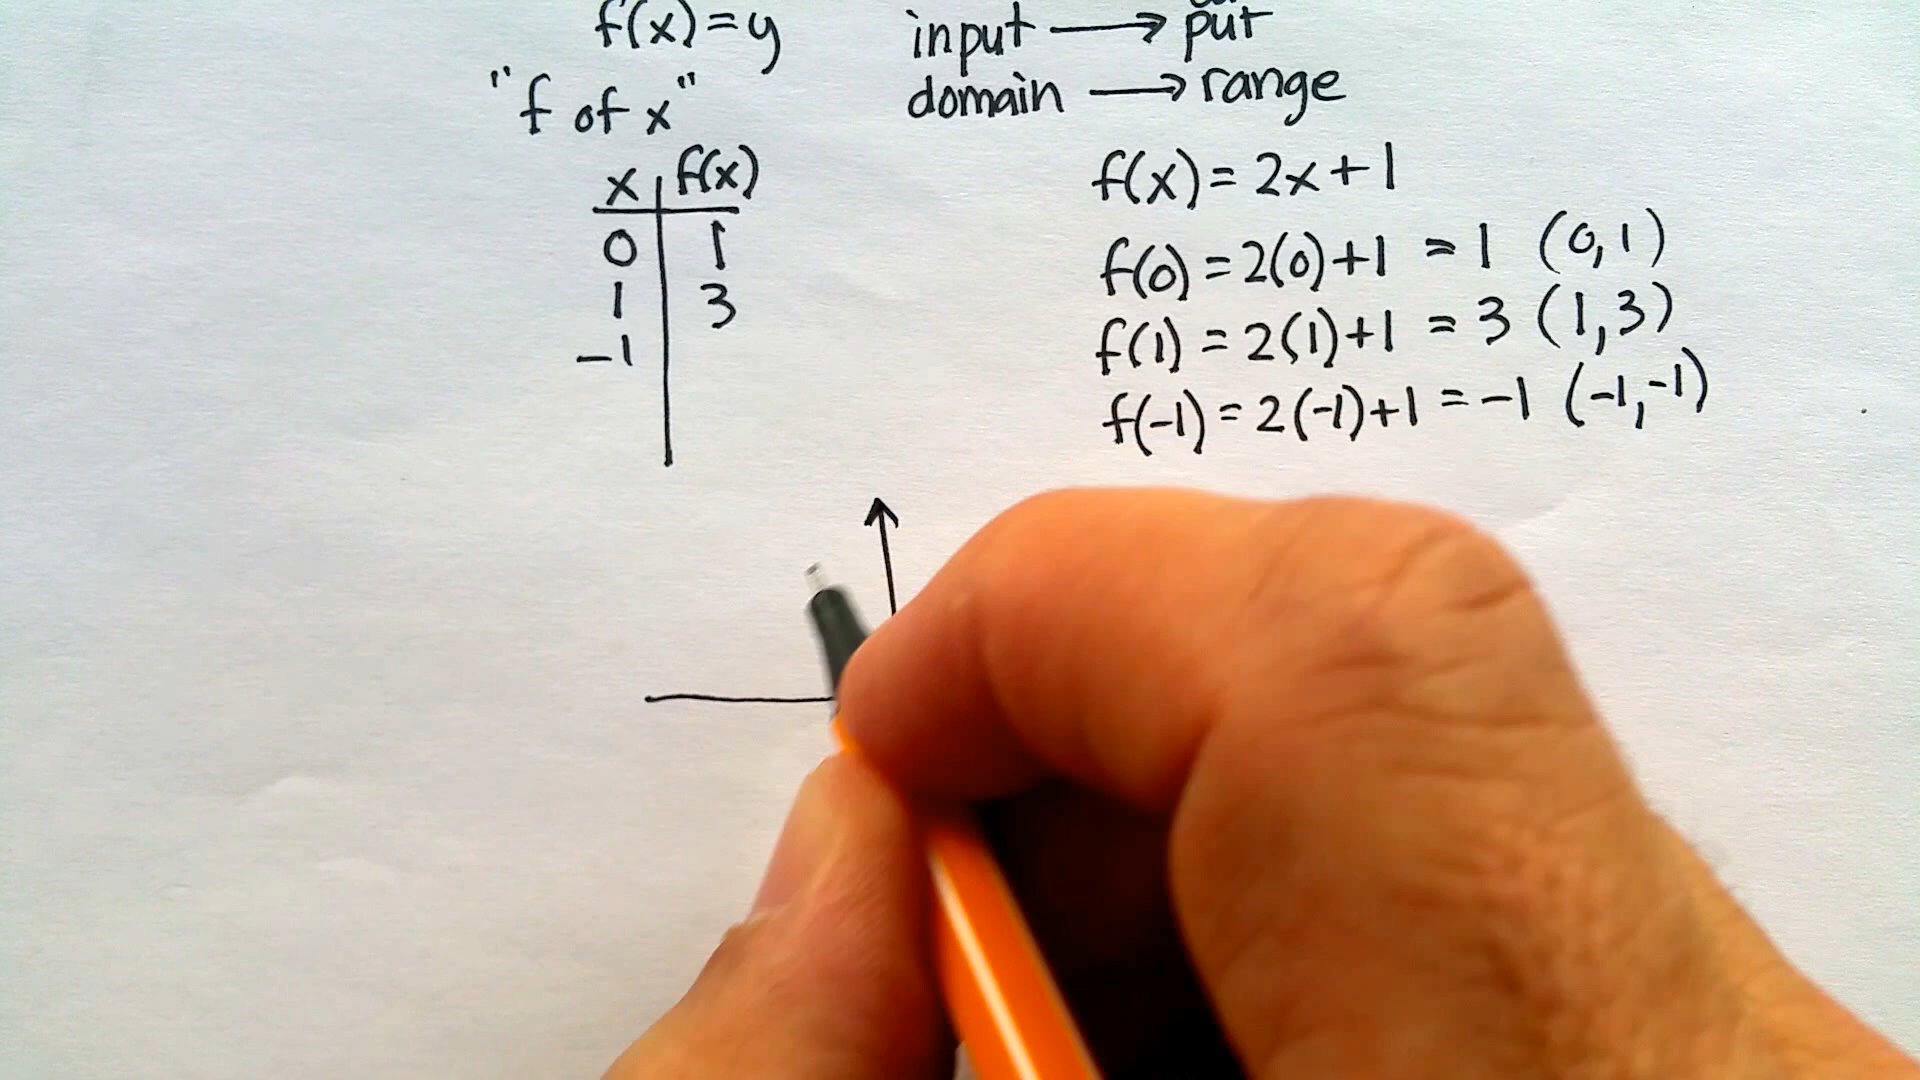 f(x)=y
"f of x"
input → put
domain → range
x f(x)
0 1
1 3
-1
f(x) = 2x+1
f(0) = 2(0)+1 = 1 (0,1)
f(1) = 2(1)+1 = 3 (1,3)
f(-1) = 2(-1)+1 = -1 (-1,-1)